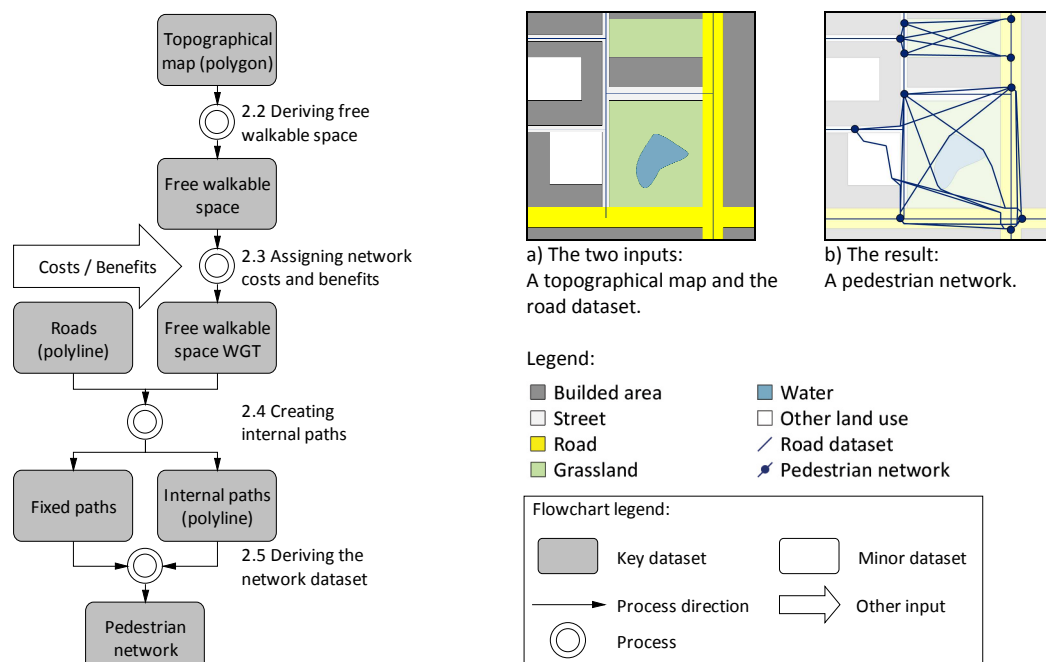 Topographical
map (polygon)
2.2 Deriving free
walkable space
Free walkable
space
Costs / Benefits
2.3 Assigning network
costs and benefits
Roads
(polyline)
Free walkable
space WGT
2.4 Creating
internal paths
Fixed paths
Internal paths
(polyline)
2.5 Deriving the
network dataset
Pedestrian
network
a) The two inputs:
A topographical map and the
road dataset.
b) The result:
A pedestrian network.
Legend:
Builded area
Street
Road
Grassland
Water
Other land use
Road dataset
Pedestrian network
Flowchart legend:
Key dataset
Minor dataset
Process direction
Other input
Process